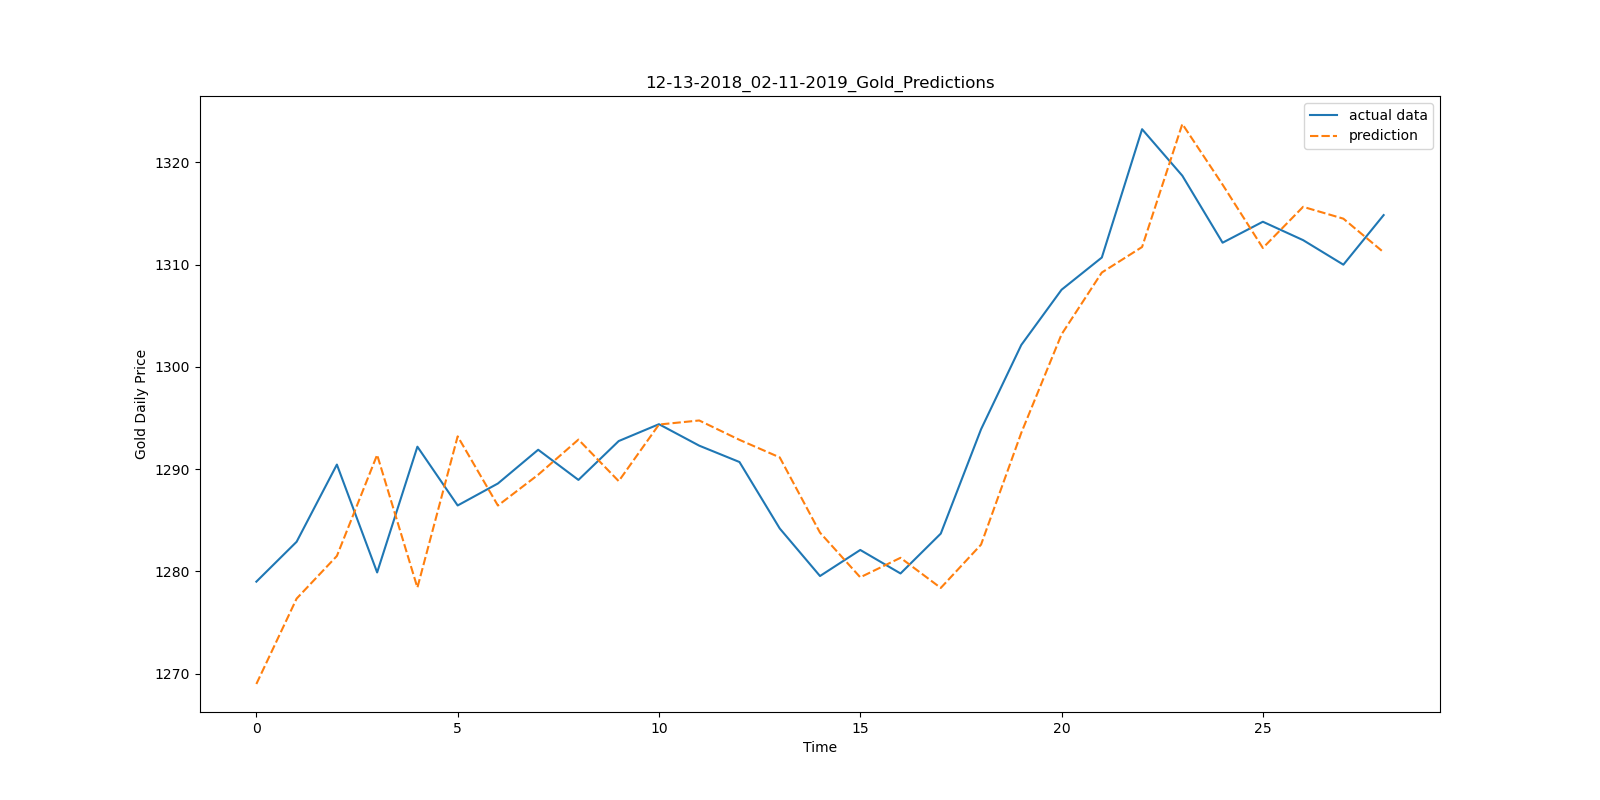 12-13-2018_02-11-2019_Gold_Predictions
actual data
prediction
1320
1310
1300
1290
1280
1270
Gold Daily Price
0 5 10 15 20 25
Time